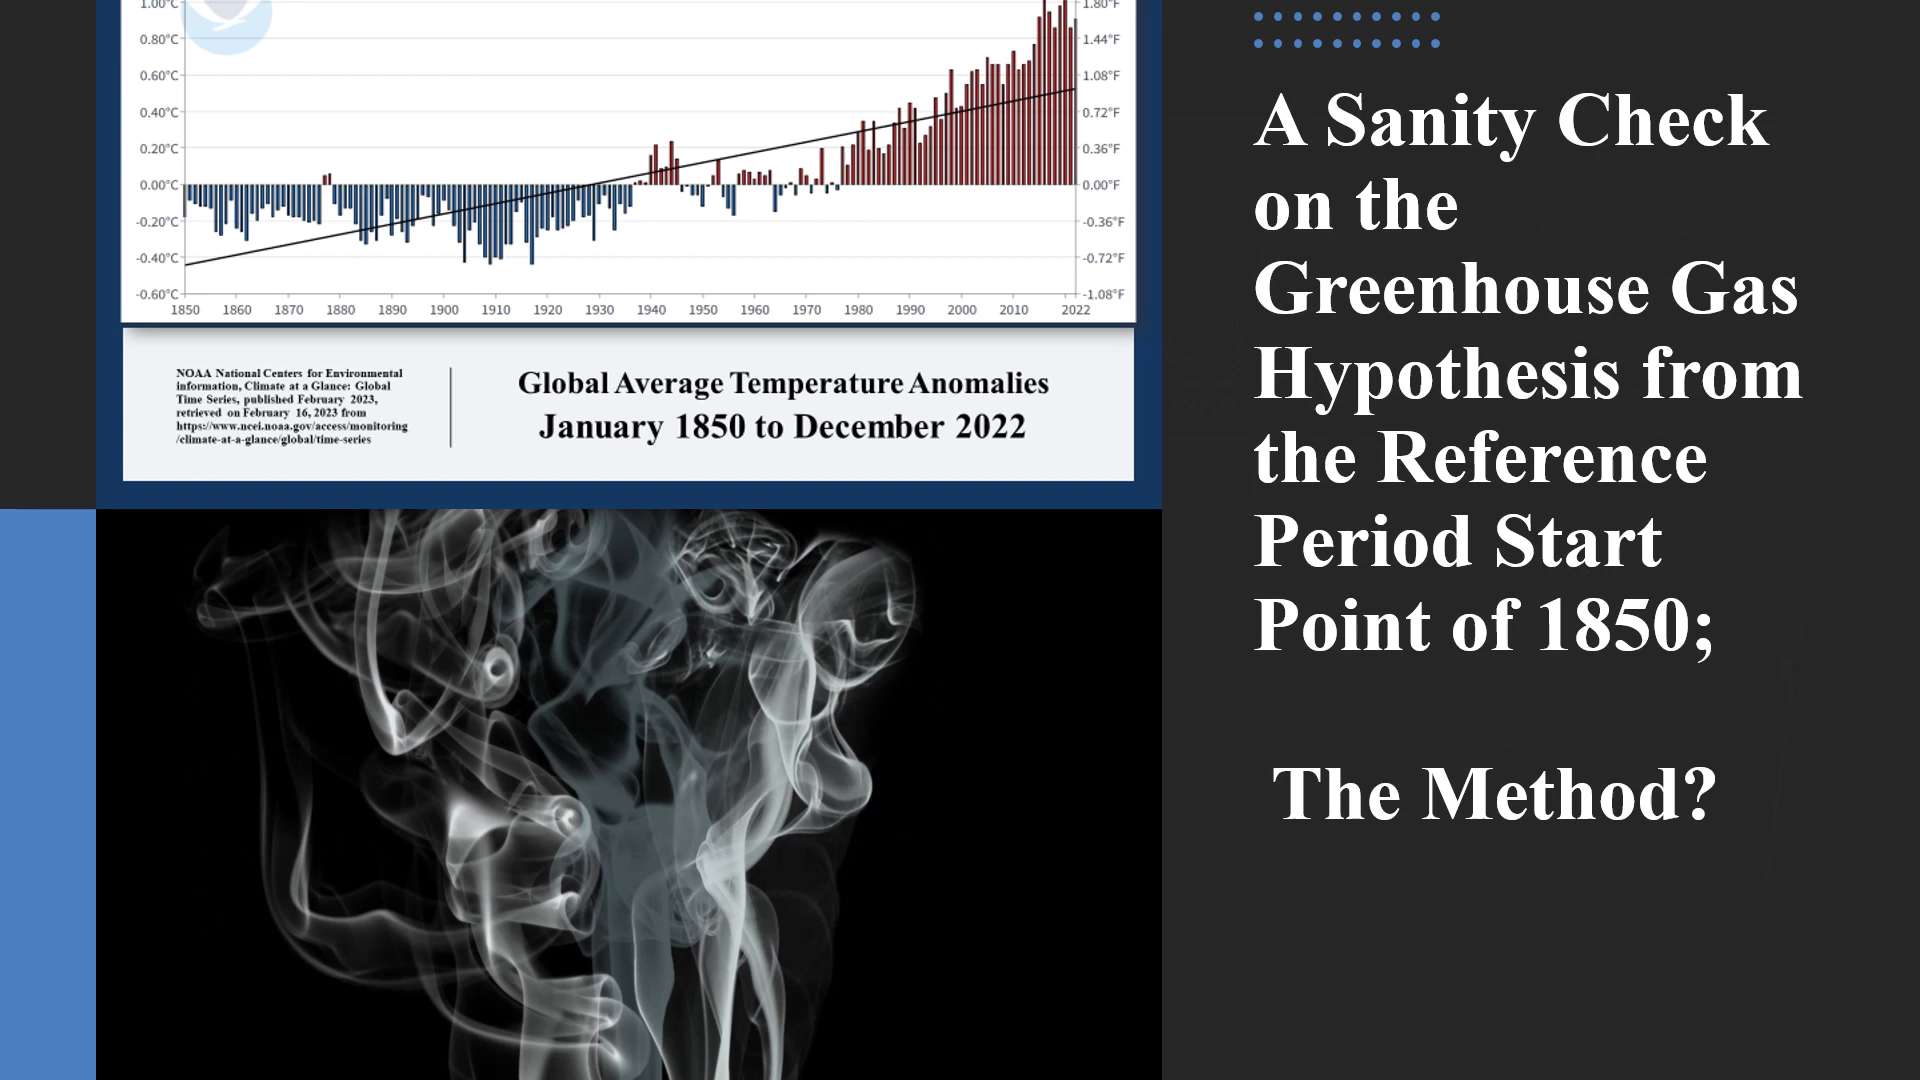 1.00°C
0.80°C
0.60°C
0.40°C
0.20°C
0.00°C
-0.20°C
-0.40°C
-0.60°C
1.80°F
1.44°F
1.08°F
0.72°F
0.36°F
0.00°F
-0.36°F
-0.72°F
-1.08°F
1850 1860 1870 1880 1890 1900 1910 1920 1930 1940 1950 1960 1970 1980 1990 2000 2010 2022
NOAA National Centers for Environmental
information, Climate at a Glance: Global
Time Series, published February 2023,
retrieved on February 16, 2023 from
https://www.ncei.noaa.gov/access/monitoring
/climate-at-a-glance/global/time-series
Global Average Temperature Anomalies
January 1850 to December 2022
A Sanity Check
on the
Greenhouse Gas
Hypothesis from
the Reference
Period Start
Point of 1850;
The Method?